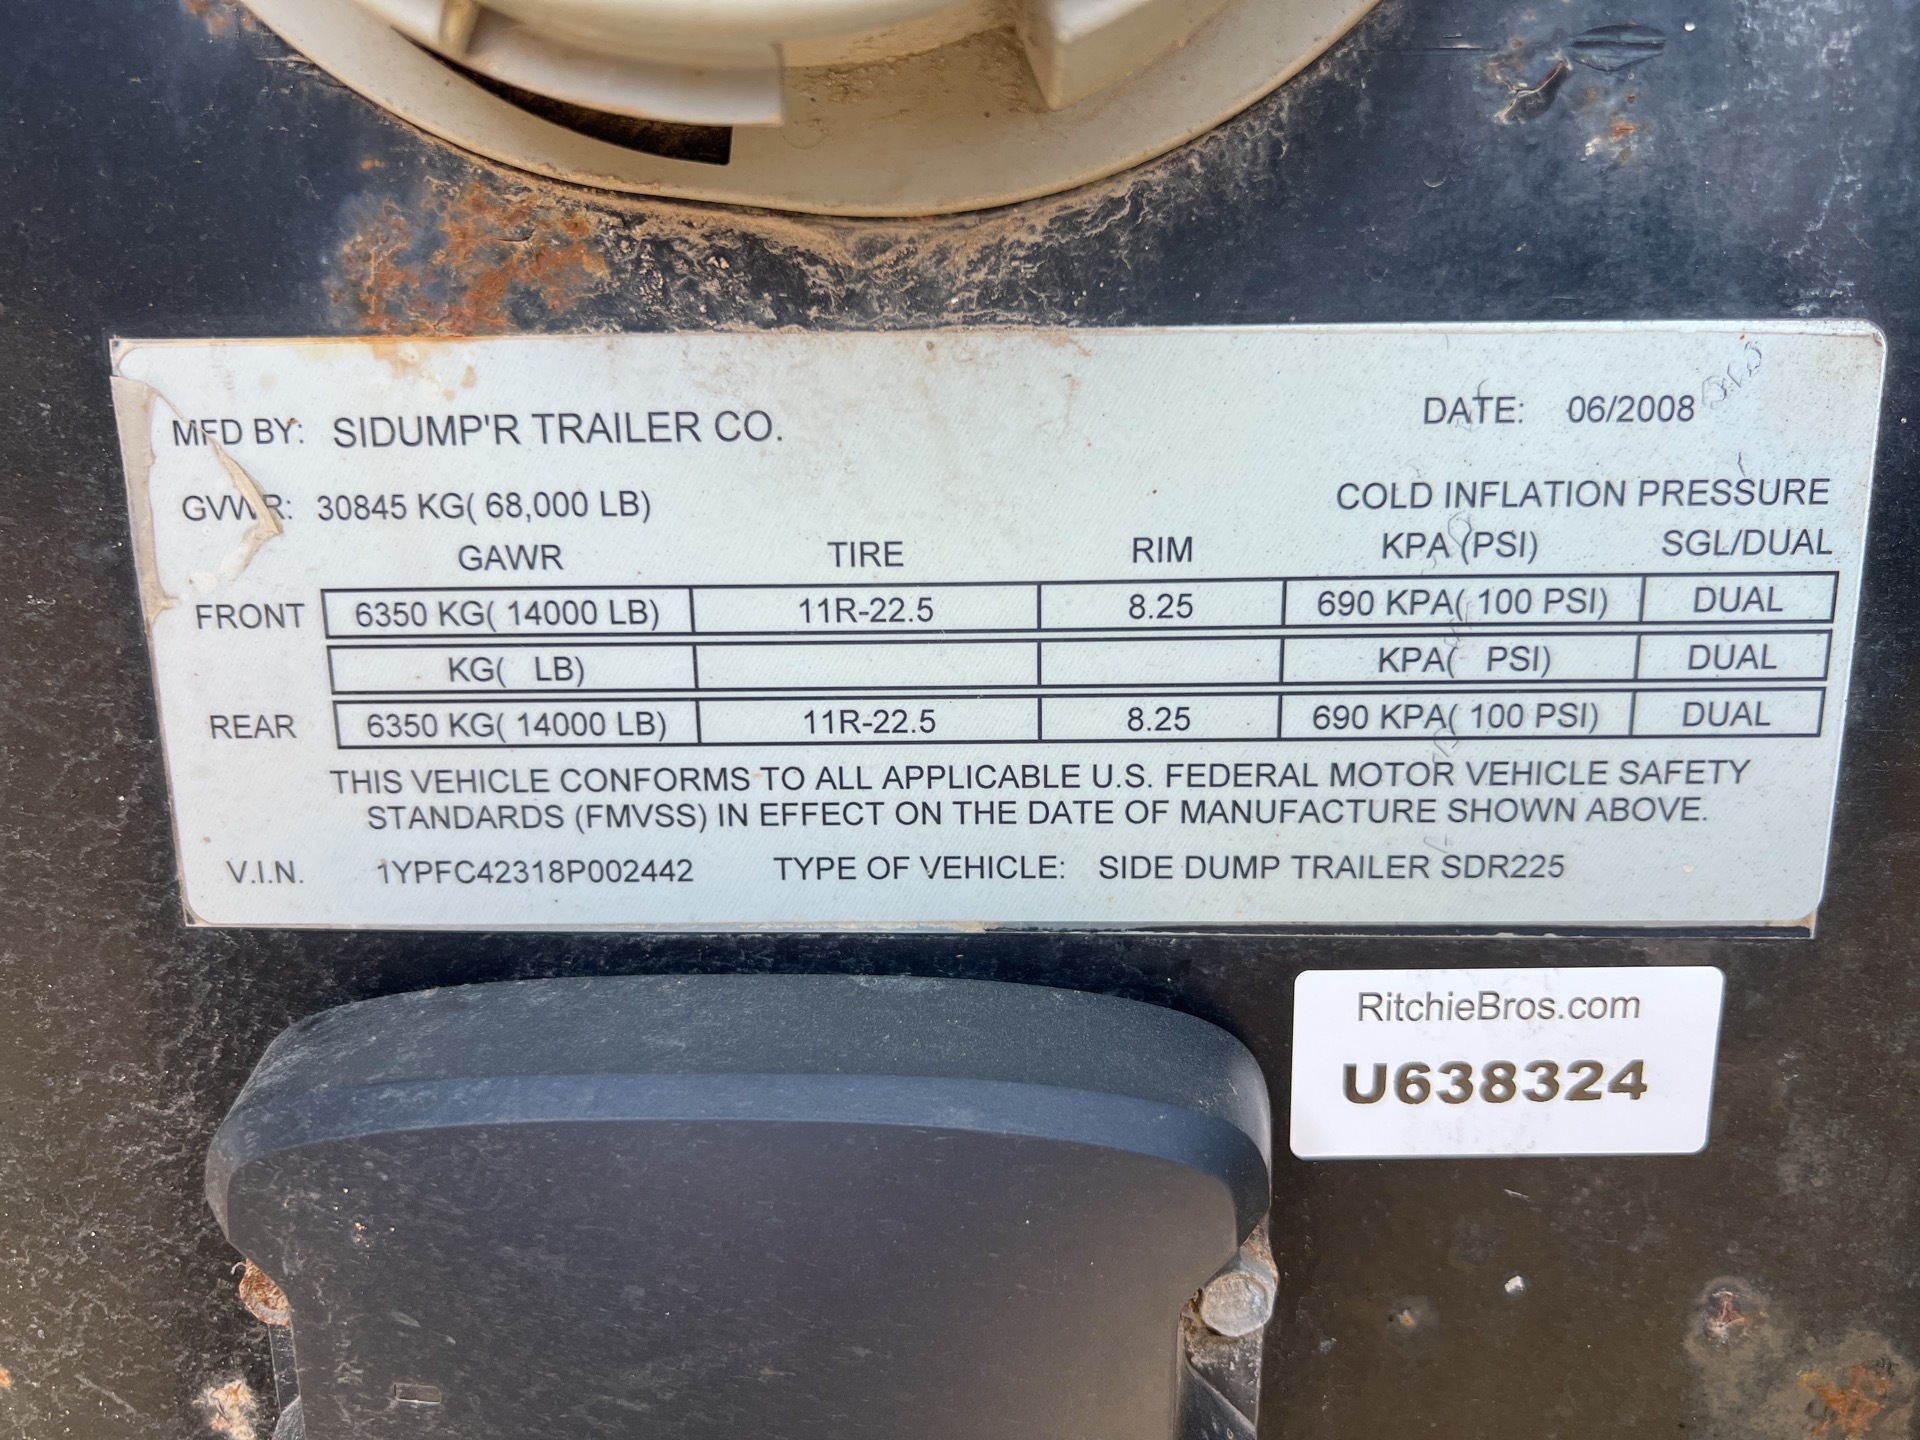 MFD BY: SIDUMP'R TRAILER CO. DATE: 06/2008
GVWR: 30845 KG( 68,000 LB) COLD INFLATION PRESSURE
GAWR TIRE RIM KPA (PSI) SGL/DUAL
FRONT 6350 KG( 14000 LB) 11R-22.5 8.25 690 KPA( 100 PSI) DUAL
KG( LB) KPA( PSI) DUAL
REAR 6350 KG( 14000 LB) 11R-22.5 8.25 690 KPA( 100 PSI) DUAL
THIS VEHICLE CONFORMS TO ALL APPLICABLE U.S. FEDERAL MOTOR VEHICLE SAFETY
STANDARDS (FMVSS) IN EFFECT ON THE DATE OF MANUFACTURE SHOWN ABOVE.
V.I.N. 1YPFC42318P002442 TYPE OF VEHICLE: SIDE DUMP TRAILER SDR225
RitchieBros.com
U638324